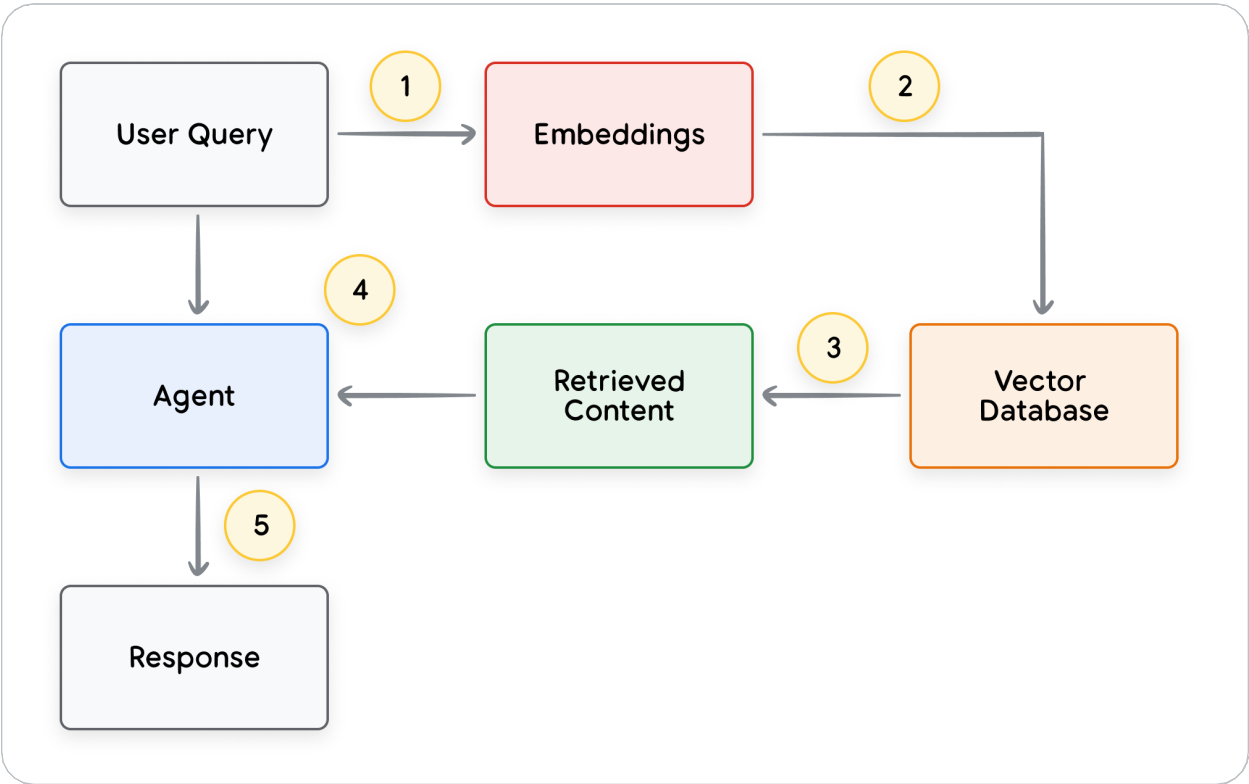 User Query
1
Embeddings
2
4
Agent
Retrieved
Content
3
Vector
Database
5
Response